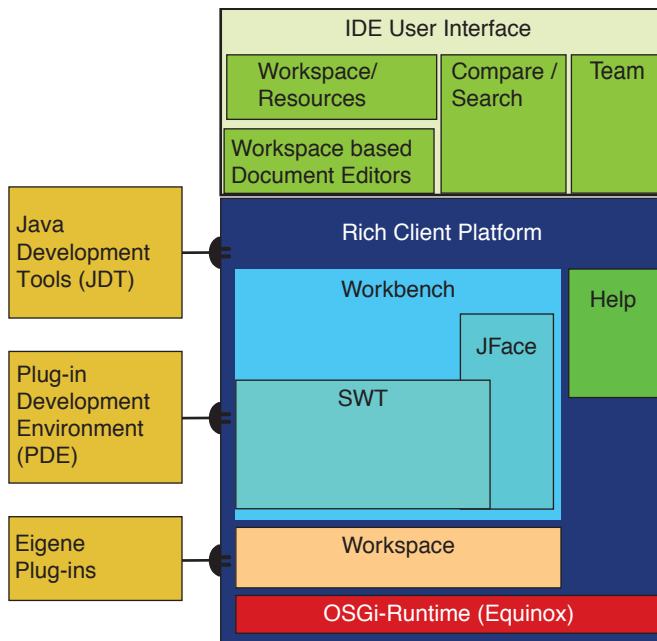 IDE User Interface
Workspace/
Resources
Compare /
Search
Team
Workspace based
Document Editors
Java
Development
Tools (JDT)
Rich Client Platform
Workbench
Help
JFace
Plug-in
Development
Environment
(PDE)
SWT
Eigene
Plug-ins
Workspace
OSGi-Runtime (Equinox)